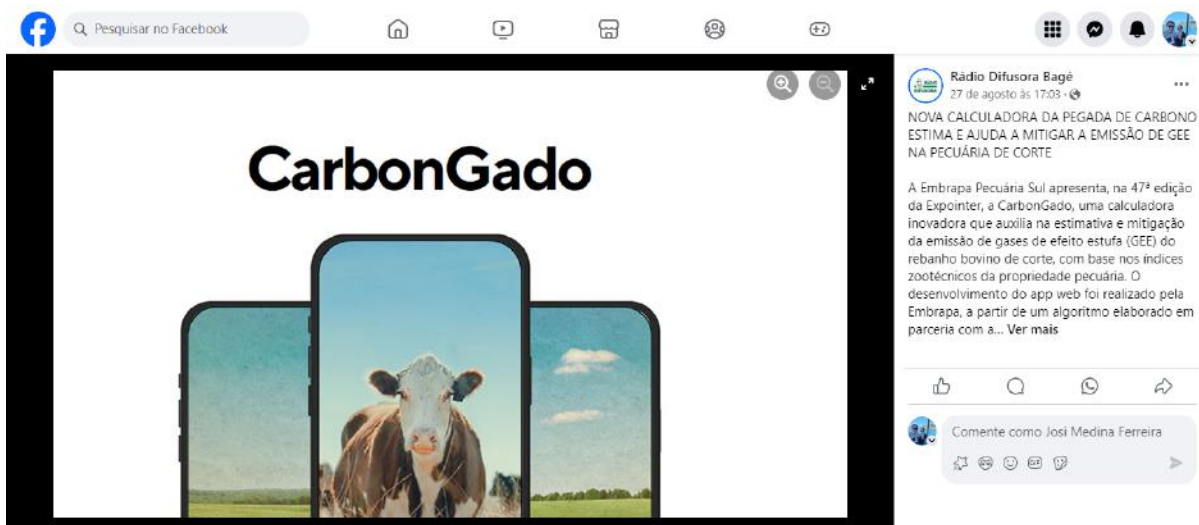 Pesquisar no Facebook
CarbonGado
Rádio Difusora Bagé
27 de agosto às 17:03 ·
NOVA CALCULADORA DA PEGADA DE CARBONO
ESTIMA E AJUDA A MITIGAR A EMISSÃO DE GEE
NA PECUÁRIA DE CORTE
A Embrapa Pecuária Sul apresenta, na 47ª edição
da Expointer, a CarbonGado, uma calculadora
inovadora que auxilia na estimativa e mitigação
da emissão de gases de efeito estufa (GEE) do
rebanho bovino de corte, com base nos índices
zootécnicos da propriedade pecuária. O
desenvolvimento do app web foi realizado pela
Embrapa, a partir de um algoritmo elaborado em
parceria com a... Ver mais
Comente como Josi Medina Ferreira